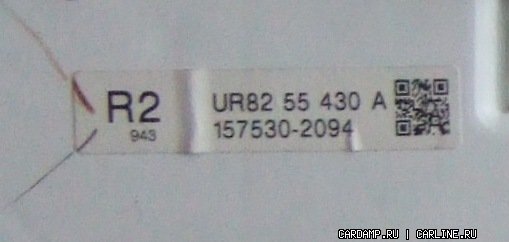 R2
943
UR82 55 430 A
157530-2094
CARDAMP.RU | CARLINE.RU